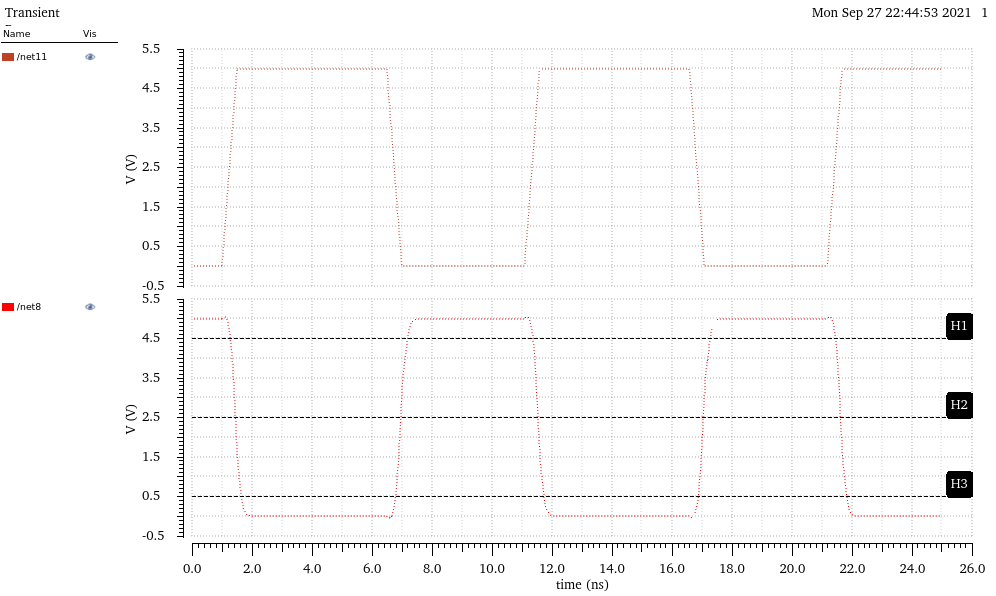 Transient Mon Sep 27 22:44:53 2021 1
Name Vis
/net11
5.5
4.5
3.5
2.5
1.5
0.5
-0.5
V (V)
/net8
5.5
4.5
3.5
2.5
1.5
0.5
-0.5
V (V)
H1
H2
H3
0.0 2.0 4.0 6.0 8.0 10.0 12.0 14.0 16.0 18.0 20.0 22.0 24.0 26.0
time (ns)